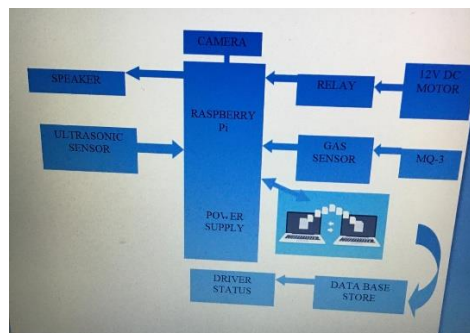 CAMERA
SPEAKER
RASPBERRY
Pi
RELAY
12V DC
MOTOR
ULTRASONIC
SENSOR
GAS
SENSOR
MQ-3
POWER
SUPPLY
DRIVER
STATUS
DATA BASE
STORE